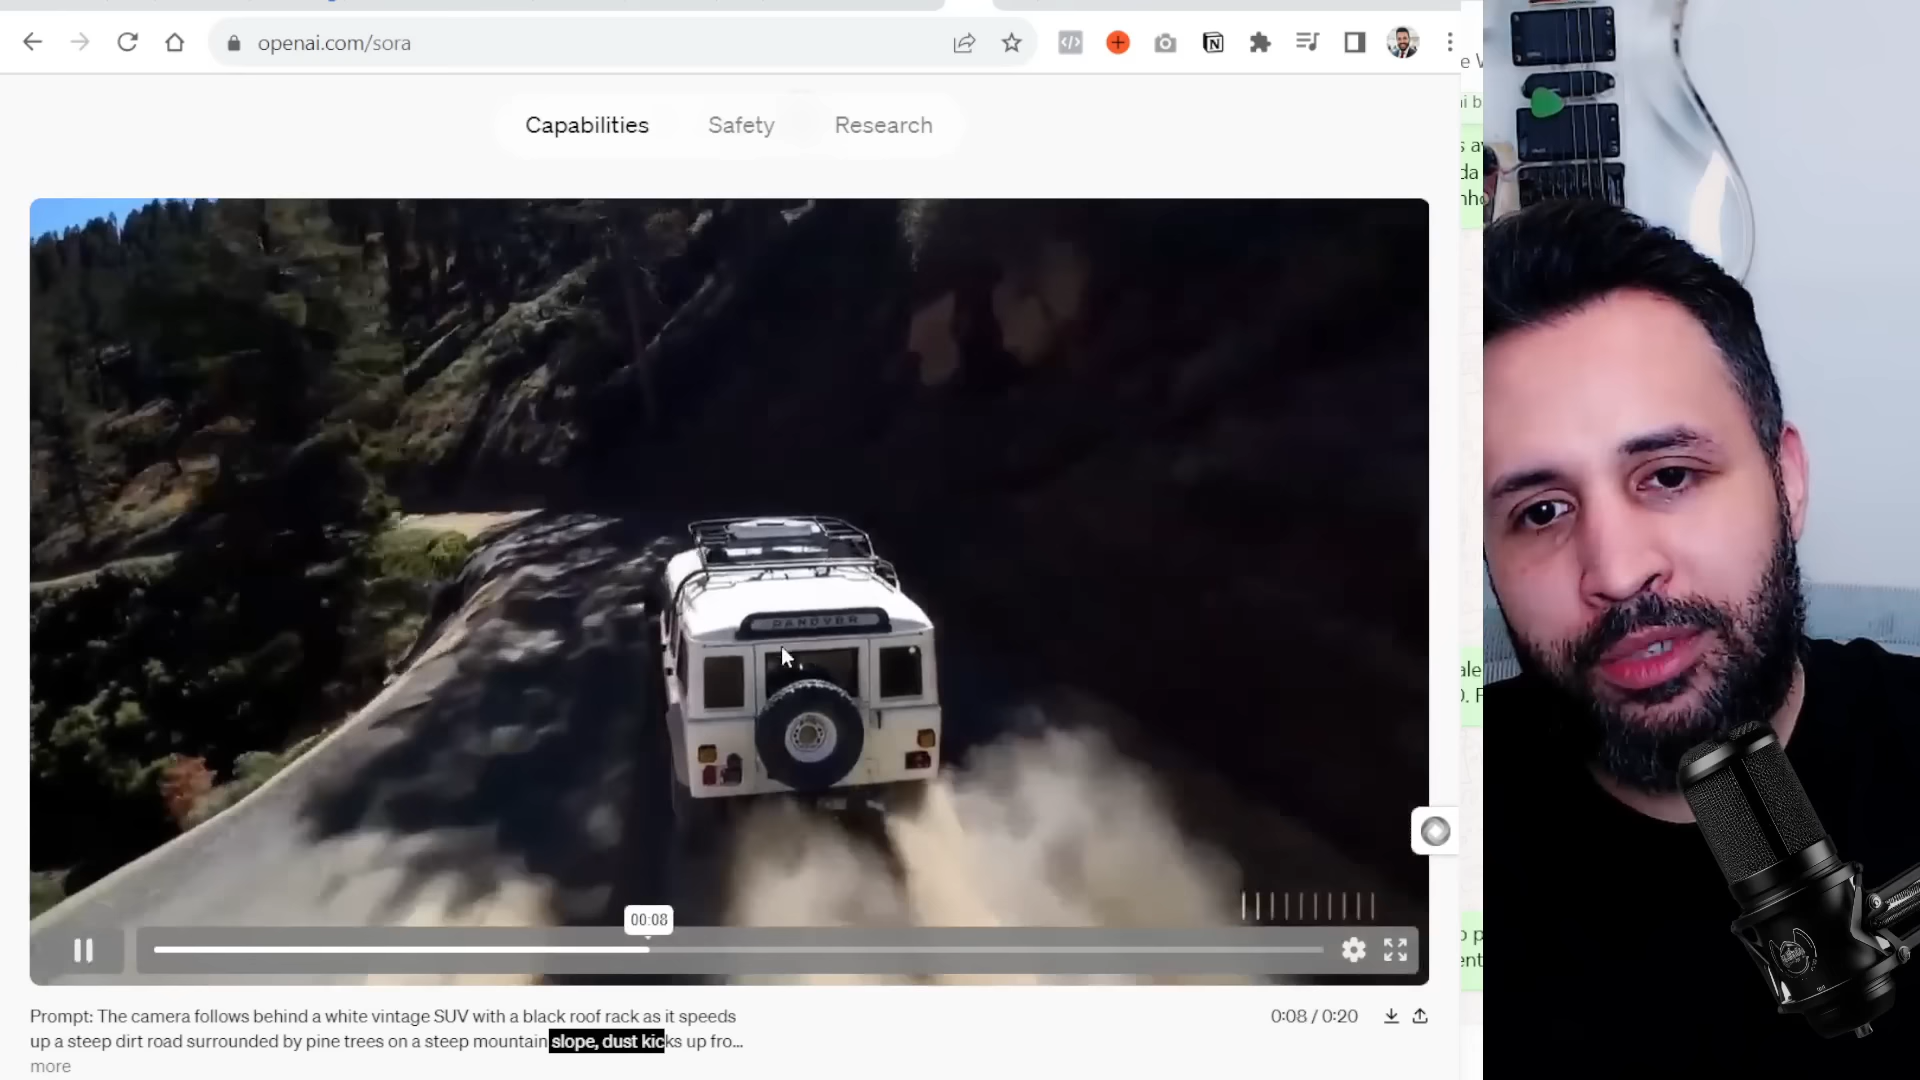 openai.com/sora
Capabilities
Safety
Research
DANOVER
00:08
Prompt: The camera follows behind a white vintage SUV with a black roof rack as it speeds
up a steep dirt road surrounded by pine trees on a steep mountain slope, dust kicks up fro...
more
0:08 / 0:20